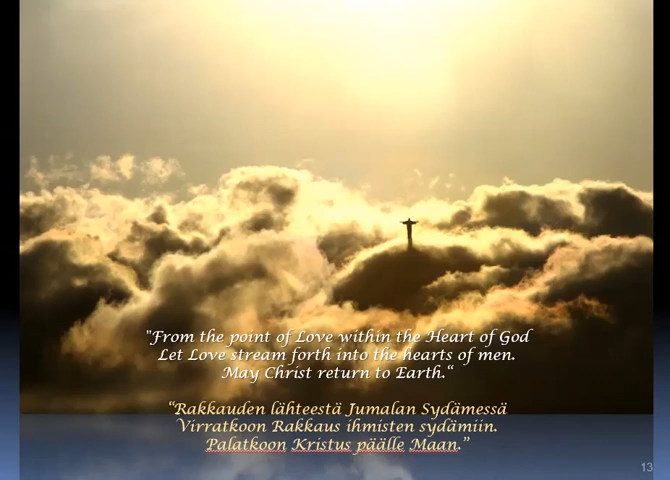 "From the point of Love within the Heart of God
Let Love stream forth into the hearts of men.
May Christ return to Earth.“
“Rakkauden lähteestä Jumalan Sydämessä
Virratkoon Rakkaus ihmisten sydämiin.
Palatkoon Kristus päälle Maan.”
13